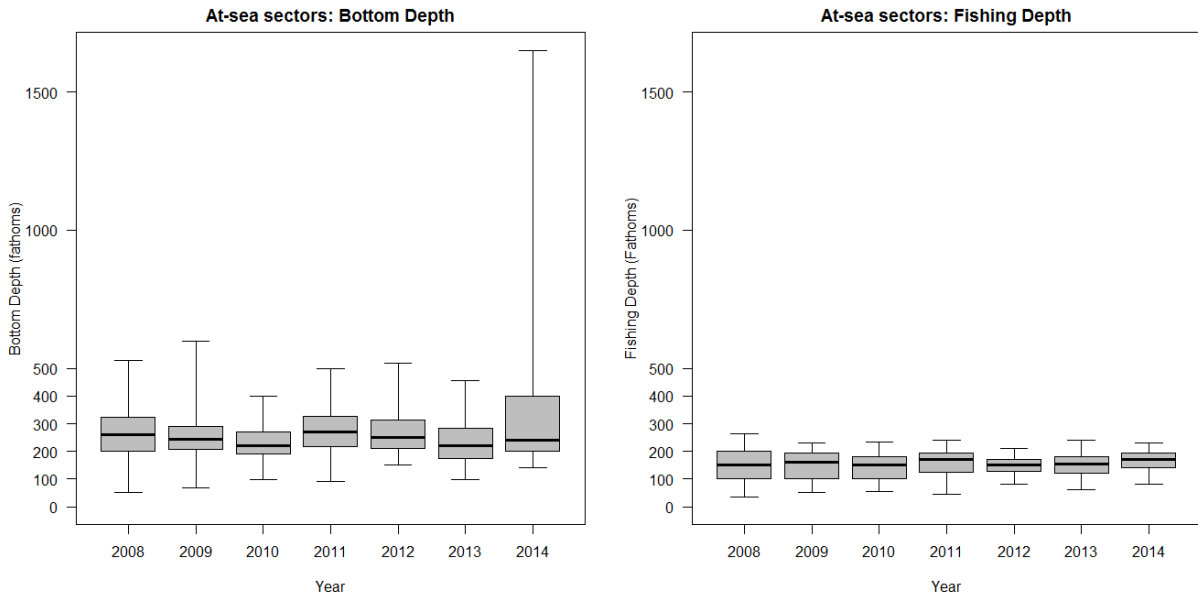 At-sea sectors: Bottom Depth
Bottom Depth (fathoms)
1500
1000
500
400
300
200
100
0
2008 2009 2010 2011 2012 2013 2014
Year
At-sea sectors: Fishing Depth
Fishing Depth (Fathoms)
1500
1000
500
400
300
200
100
0
2008 2009 2010 2011 2012 2013 2014
Year